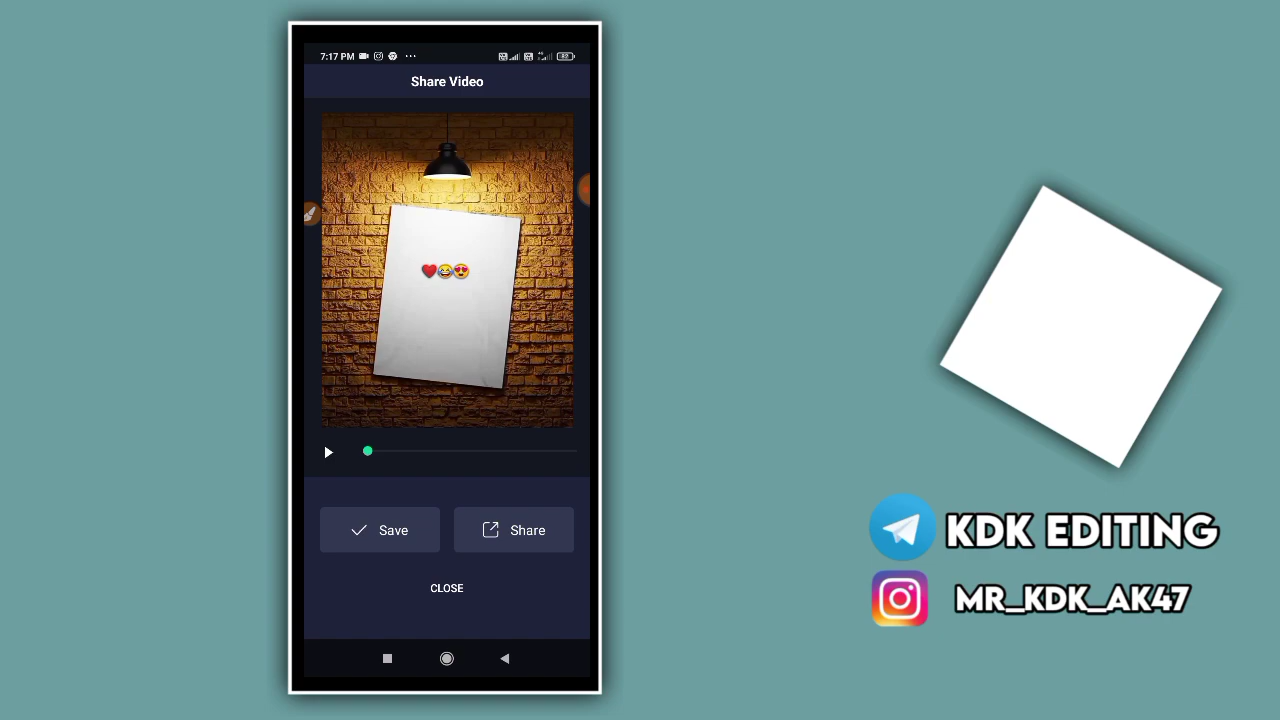 7:17 PM
Share Video
❤️😂😍
Save
Share
CLOSE
KDK EDITING
MR_KDK_AK47